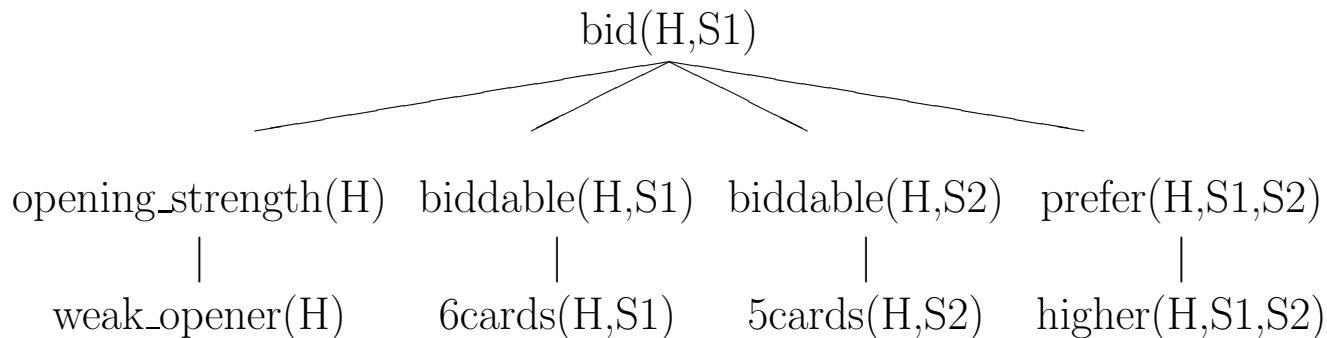 bid(H,S1)
opening_strength(H) biddable(H,S1) biddable(H,S2) prefer(H,S1,S2)
weak_opener(H) 6cards(H,S1) 5cards(H,S2) higher(H,S1,S2)